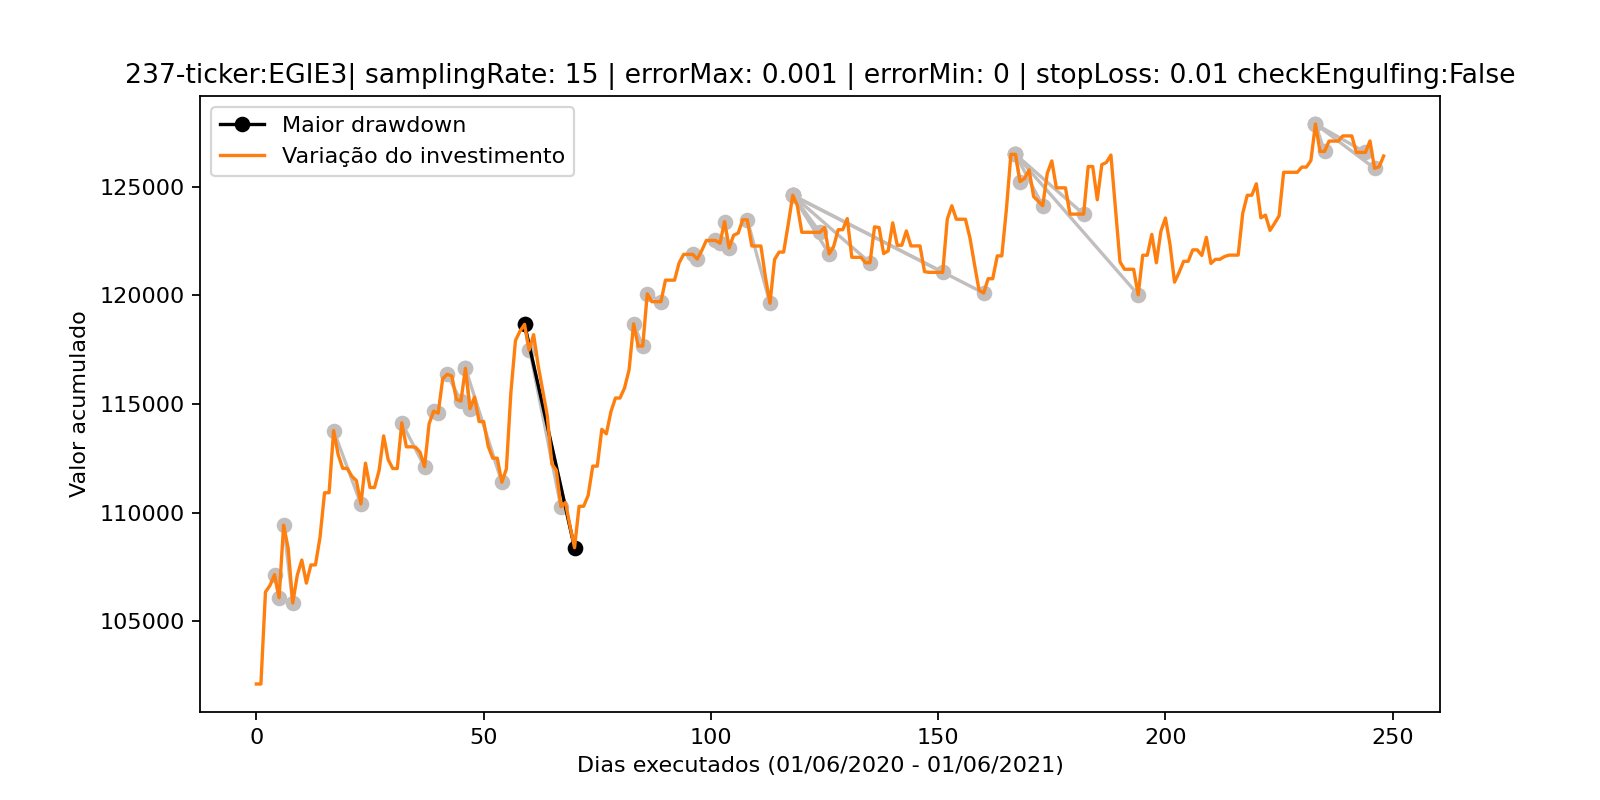 237-ticker:EGIE3| samplingRate: 15 | errorMax: 0.001 | errorMin: 0 | stopLoss: 0.01 checkEngulfing:False
Maior drawdown
Variação do investimento
125000
120000
115000
110000
105000
Valor acumulado
0 50 100 150 200 250
Dias executados (01/06/2020 - 01/06/2021)